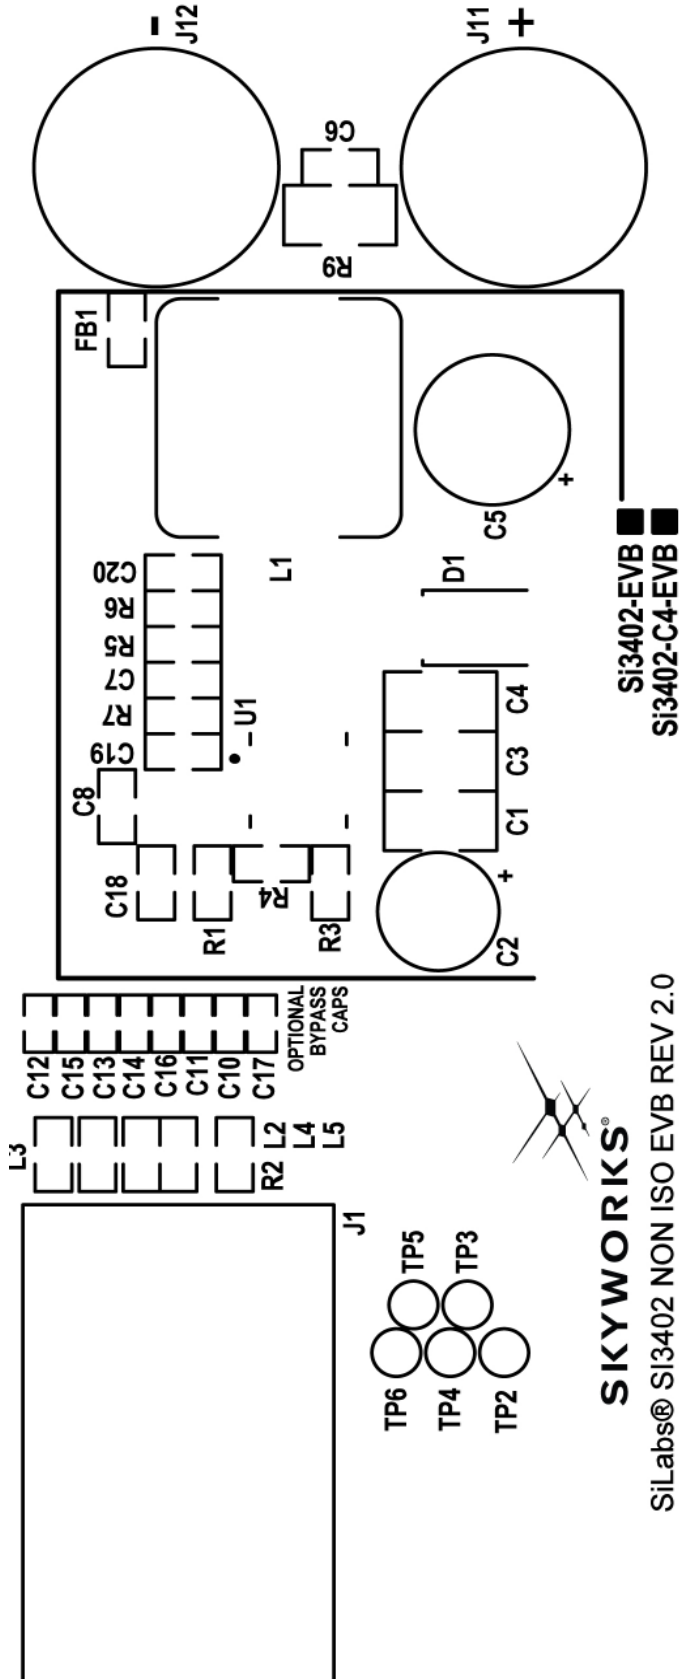 -
J12
J11
+
C6
R9
FB1
C5
+
L1
D1
C20
R6
R5
C7
R7
C19
U1
C4
C3
C1
C8
C18
R1
R4
R3
C2
+
Si3402-EVB
Si3402-C4-EVB
C12
C15
C13
C14
C16
C11
C10
C17
OPTIONAL
BYPASS
CAPS
L3
L2
L4
L5
R2
J1
TP5
TP3
TP6
TP4
TP2
SKYWORKS®
SiLabs® SI3402 NON ISO EVB REV 2.0